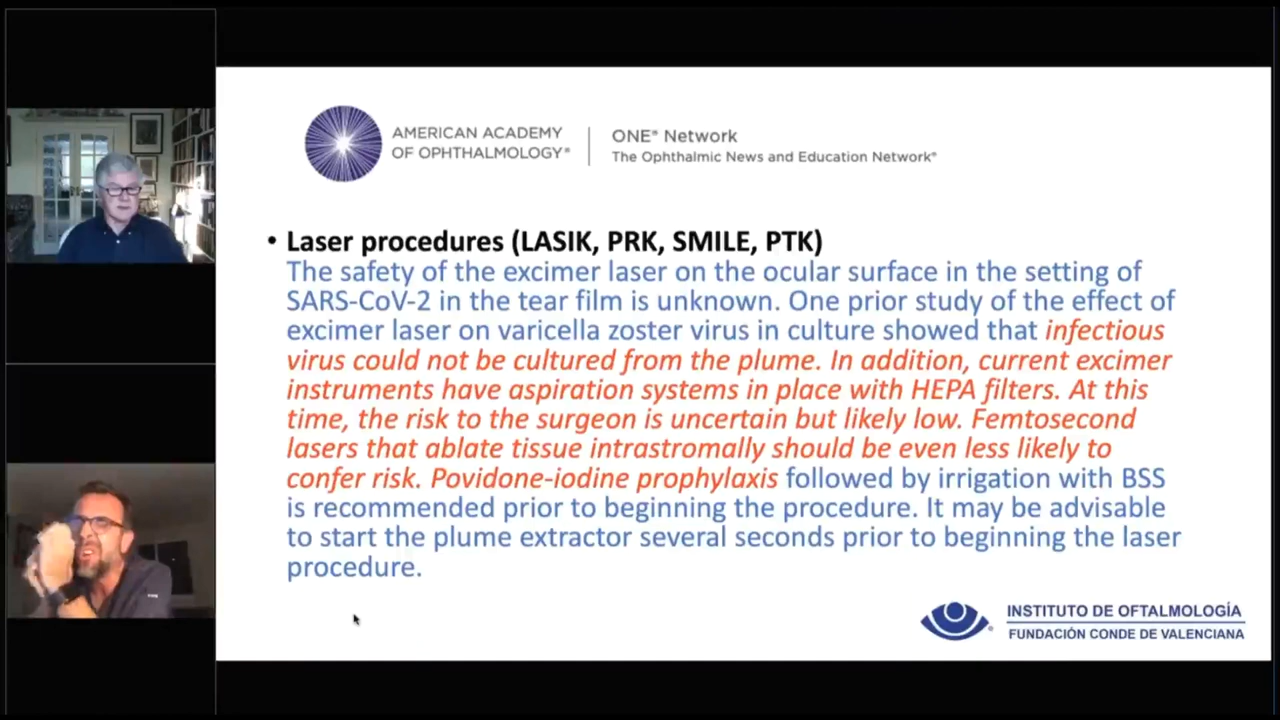 AMERICAN ACADEMY
OF OPHTHALMOLOGY®
ONE® Network
The Ophthalmic News and Education Network®
• Laser procedures (LASIK, PRK, SMILE, PTK)
The safety of the excimer laser on the ocular surface in the setting of
SARS-CoV-2 in the tear film is unknown. One prior study of the effect of
excimer laser on varicella zoster virus in culture showed that infectious
virus could not be cultured from the plume. In addition, current excimer
instruments have aspiration systems in place with HEPA filters. At this
time, the risk to the surgeon is uncertain but likely low. Femtosecond
lasers that ablate tissue intrastromally should be even less likely to
confer risk. Povidone-iodine prophylaxis followed by irrigation with BSS
is recommended prior to beginning the procedure. It may be advisable
to start the plume extractor several seconds prior to beginning the laser
procedure.
INSTITUTO DE OFTALMOLOGÍA
FUNDACIÓN CONDE DE VALENCIANA